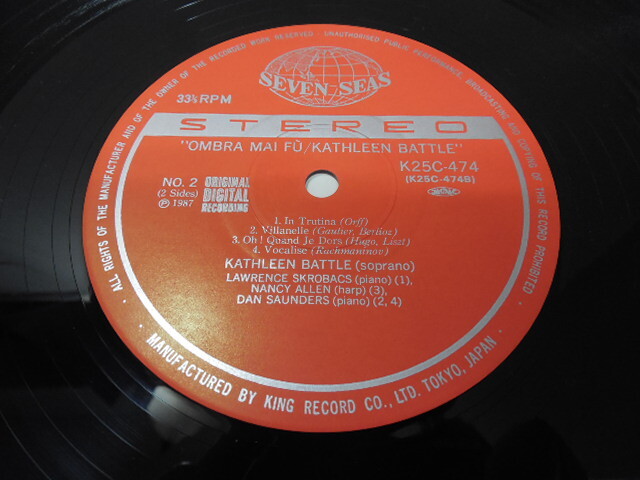 ALL RIGHTS OF THE MANUFACTURER AND OF THE OWNER OF THE RECORDED WORK RESERVED · UNAUTHORISED PUBLIC PERFORMANCE, BROADCASTING AND COPYING OF THIS RECORD PROHIBITED ·
SEVEN SEAS
33⅓ RPM
STEREO
"OMBRA MAI FÙ/KATHLEEN BATTLE"
K25C-474
(K25C-474B)
NO. 2
(2 Sides)
Ⓟ 1987
ORIGINAL
DIGITAL
RECORDING
1. In Trutina (Orff)
2. Villanelle (Gautier, Berlioz)
3. Oh! Quand Je Dors (Hugo, Liszt)
4. Vocalise (Rachmaninov)
KATHLEEN BATTLE (soprano)
LAWRENCE SKROBACS (piano) (1),
NANCY ALLEN (harp) (3),
DAN SAUNDERS (piano) (2, 4)
MANUFACTURED BY KING RECORD CO., LTD. TOKYO, JAPAN